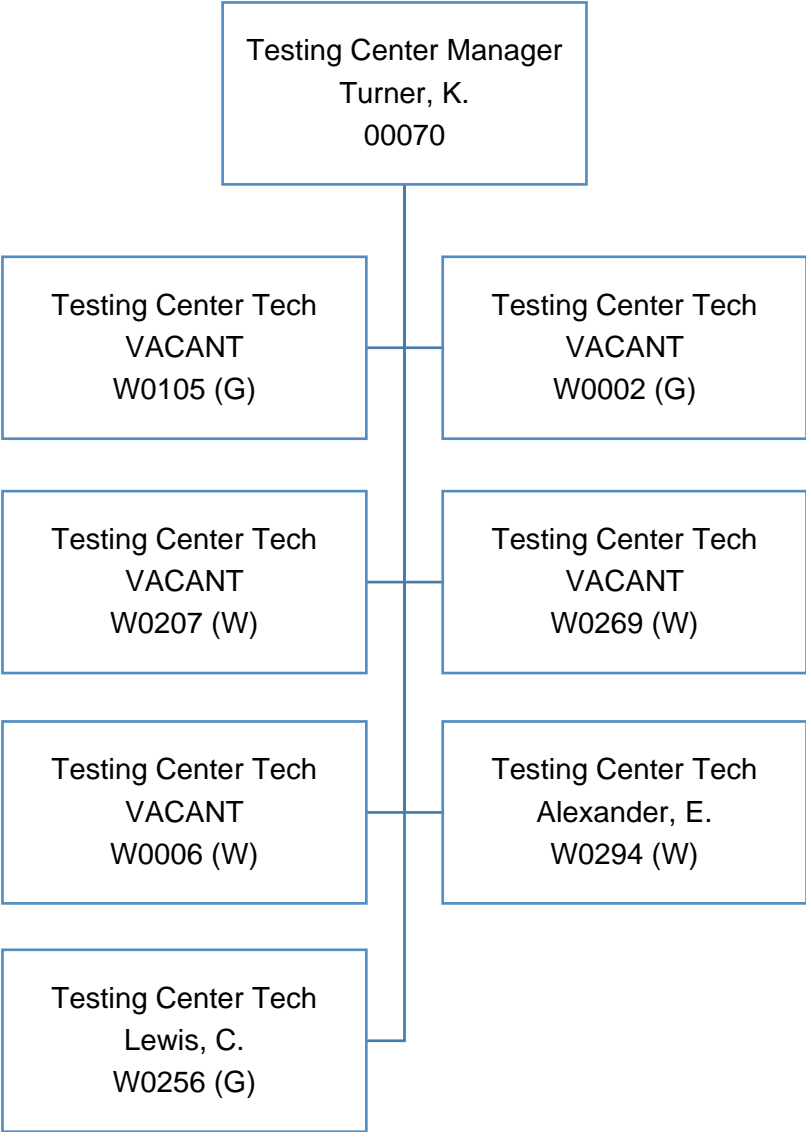 Testing Center Manager
Turner, K.
00070
Testing Center Tech
VACANT
W0105 (G)
Testing Center Tech
VACANT
W0002 (G)
Testing Center Tech
VACANT
W0207 (W)
Testing Center Tech
VACANT
W0269 (W)
Testing Center Tech
VACANT
W0006 (W)
Testing Center Tech
Alexander, E.
W0294 (W)
Testing Center Tech
Lewis, C.
W0256 (G)